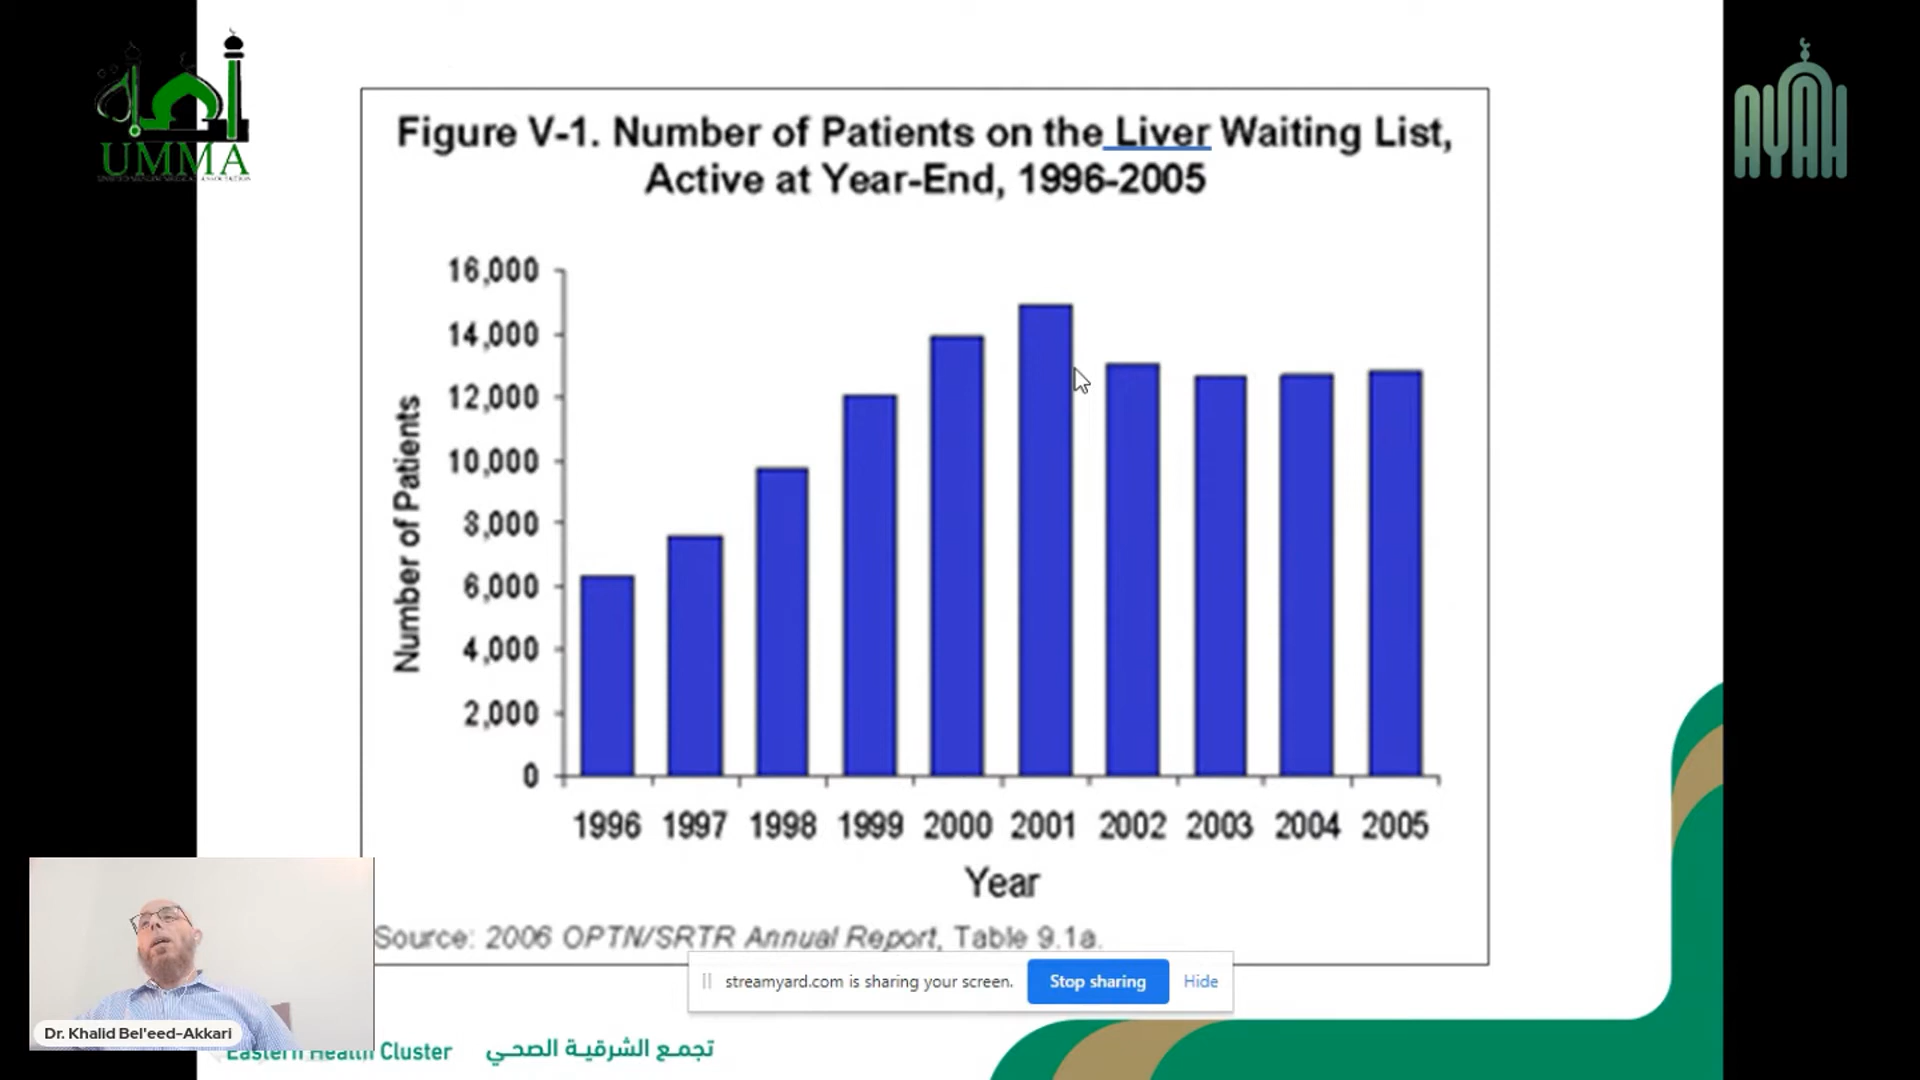 UMMA
AYAH
Figure V-1. Number of Patients on the Liver Waiting List,
Active at Year-End, 1996-2005
Number of Patients
16,000
14,000
12,000
10,000
8,000
6,000
4,000
2,000
0
1996 1997 1998 1999 2000 2001 2002 2003 2004 2005
Year
Source: 2006 OPTN/SRTR Annual Report, Table 9.1a.
streamyard.com is sharing your screen. Stop sharing Hide
Dr. Khalid Bel'eed-Akkari
Eastern Health Cluster تجمع الشرقية الصحي